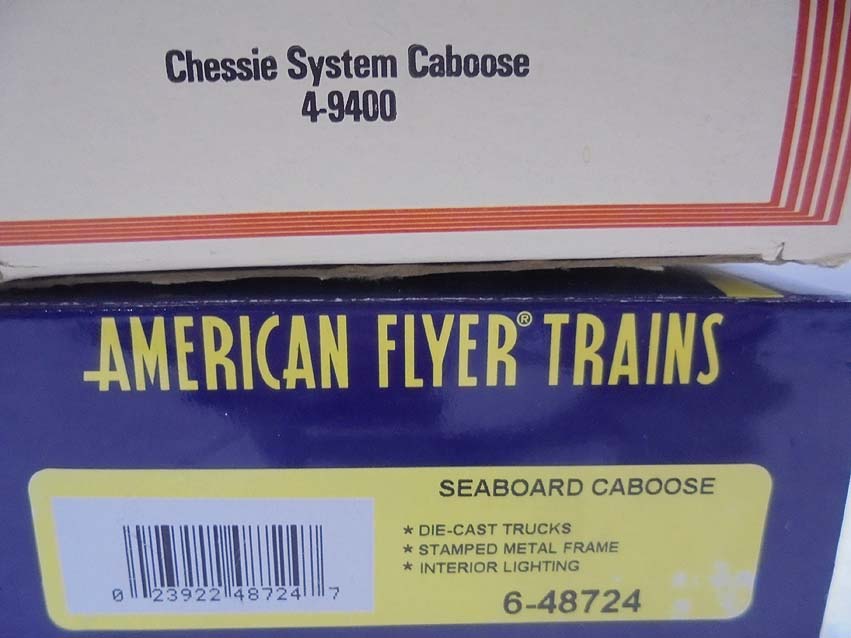 Chessie System Caboose
4-9400
AMERICAN FLYER® TRAINS
SEABOARD CABOOSE
* DIE-CAST TRUCKS
* STAMPED METAL FRAME
* INTERIOR LIGHTING
0 23922 48724 7
6-48724